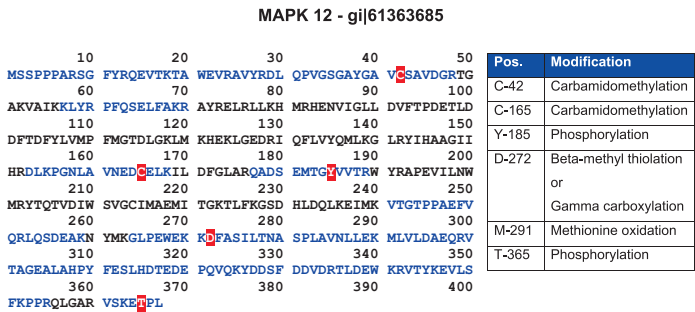 MAPK 12 - gi|61363685
10 20 30 40 50
MSSPPPARSG FYRQEVTKTA WEVRAVYRDL QPVGSGAYGA VCSAVDGRTG
60 70 80 90 100
AKVAIKKLYR PFQSELFAKR AYRELRLLKH MRHENVIGLL DVFTPDETLD
110 120 130 140 150
DFTDFYLVMP FMGTDLGKLM KHEKLGEDRI QFLVYQMLKG LRYIHAAGII
160 170 180 190 200
HRDLKPGNLA VNEDCELKIL DFGLARQADS EMTGYVVTRW YRAPEVILNW
210 220 230 240 250
MRYTQTVDIW SVGCIMAEMI TGKTLFKGSD HLDQLKEIMK VTGTPPAEFV
260 270 280 290 300
QRLQSDEAKN YMKGLPEWEK KDFASILTNA SPLAVNLLEK MLVLDAEQRV
310 320 330 340 350
TAGEALAHPY FESLHDTEDE PQVQKYDDSF DDVDRTLDEW KRVTYKEVLS
360 370 380 390 400
FKPPRQLGAR VSKETPL
Pos. Modification
C-42 Carbamidomethylation
C-165 Carbamidomethylation
Y-185 Phosphorylation
D-272 Beta-methyl thiolation
or
Gamma carboxylation
M-291 Methionine oxidation
T-365 Phosphorylation